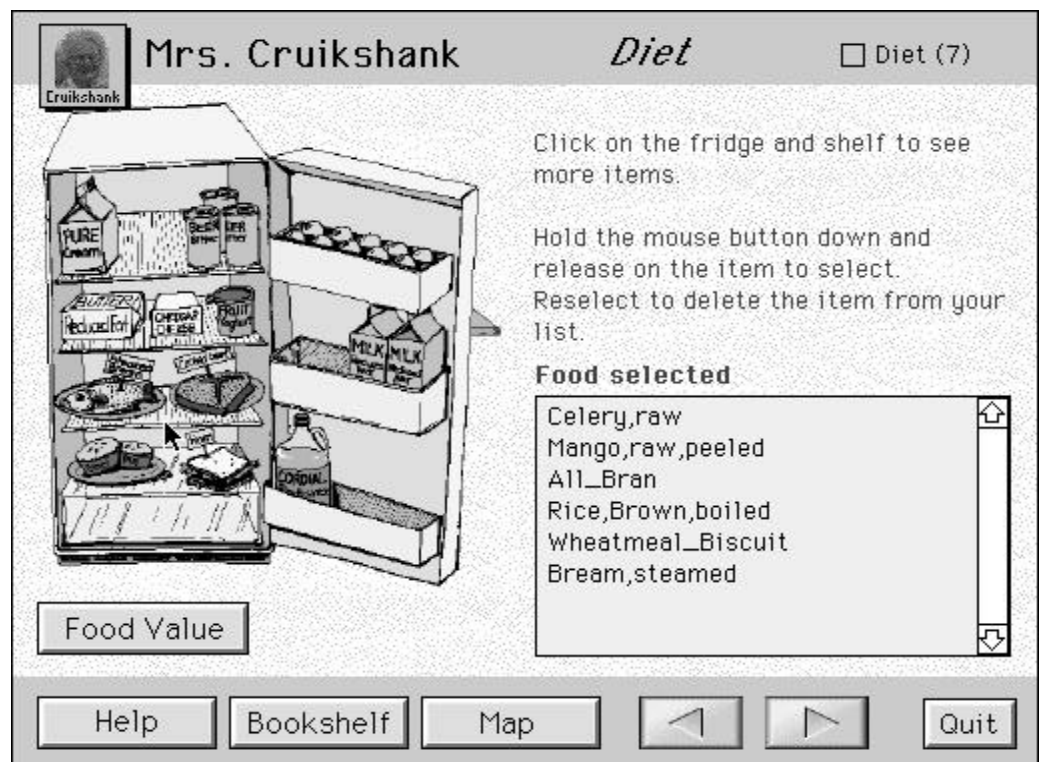 Mrs. Cruikshank
Diet
Diet (7)
Cruikshank
Click on the fridge and shelf to see
more items.
Hold the mouse button down and
release on the item to select.
Reselect to delete the item from your
list.
Food selected
Celery,raw
Mango,raw,peeled
All_Bran
Rice,Brown,boiled
Wheatmeal_Biscuit
Bream,steamed
PURE
Cream
BEER
BUTTER
Reduced Fat
CHEDDAR
CHEESE
Fruit
Yoghurt
MILK
MILK
CORDIAL
Food Value
Help
Bookshelf
Map
Quit